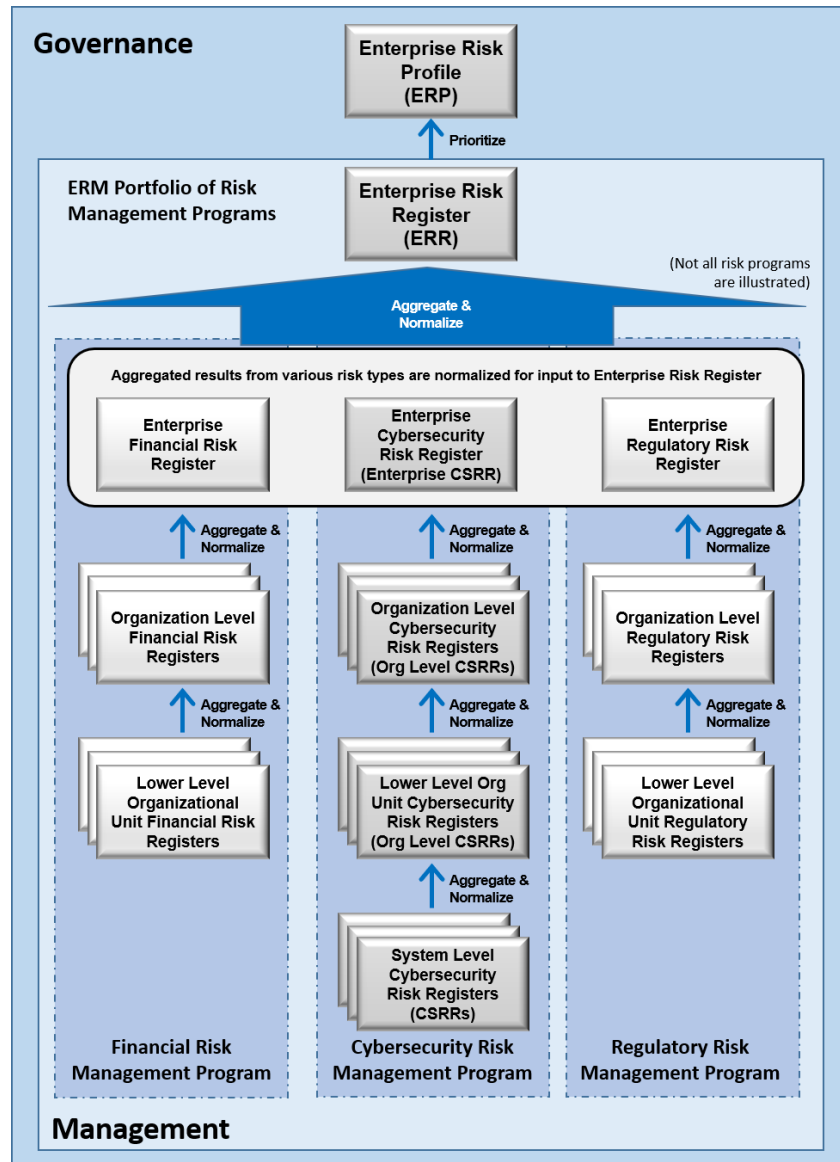 Governance
Enterprise Risk
Profile
(ERP)
Prioritize
ERM Portfolio of Risk
Management Programs
Enterprise Risk
Register
(ERR)
(Not all risk programs
are illustrated)
Aggregate &
Normalize
Aggregated results from various risk types are normalized for input to Enterprise Risk Register
Enterprise
Financial Risk
Register
Enterprise
Cybersecurity
Risk Register
(Enterprise CSRR)
Enterprise
Regulatory Risk
Register
Aggregate &
Normalize
Aggregate &
Normalize
Aggregate &
Normalize
Organization Level
Financial Risk
Registers
Organization Level
Cybersecurity
Risk Registers
(Org Level CSRRs)
Organization Level
Regulatory Risk
Registers
Aggregate &
Normalize
Aggregate &
Normalize
Aggregate &
Normalize
Lower Level
Organizational
Unit Financial Risk
Registers
Lower Level Org
Unit Cybersecurity
Risk Registers
(Org Level CSRRs)
Lower Level
Organizational
Unit Regulatory
Risk Registers
Aggregate &
Normalize
System Level
Cybersecurity
Risk Registers
(CSRRs)
Financial Risk
Management Program
Cybersecurity Risk
Management Program
Regulatory Risk
Management Program
Management